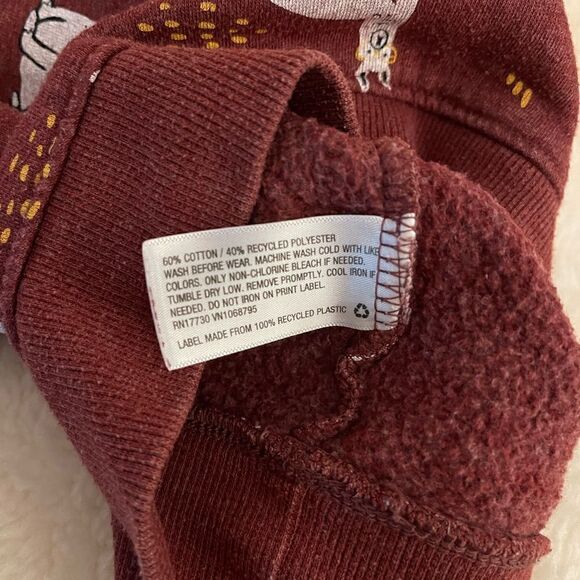 60% COTTON / 40% RECYCLED POLYESTER
WASH BEFORE WEAR. MACHINE WASH COLD WITH LIKE
COLORS. ONLY NON-CHLORINE BLEACH IF NEEDED.
TUMBLE DRY LOW. REMOVE PROMPTLY. COOL IRON IF
NEEDED. DO NOT IRON ON PRINT LABEL.
RN17730 VN1068795
LABEL MADE FROM 100% RECYCLED PLASTIC